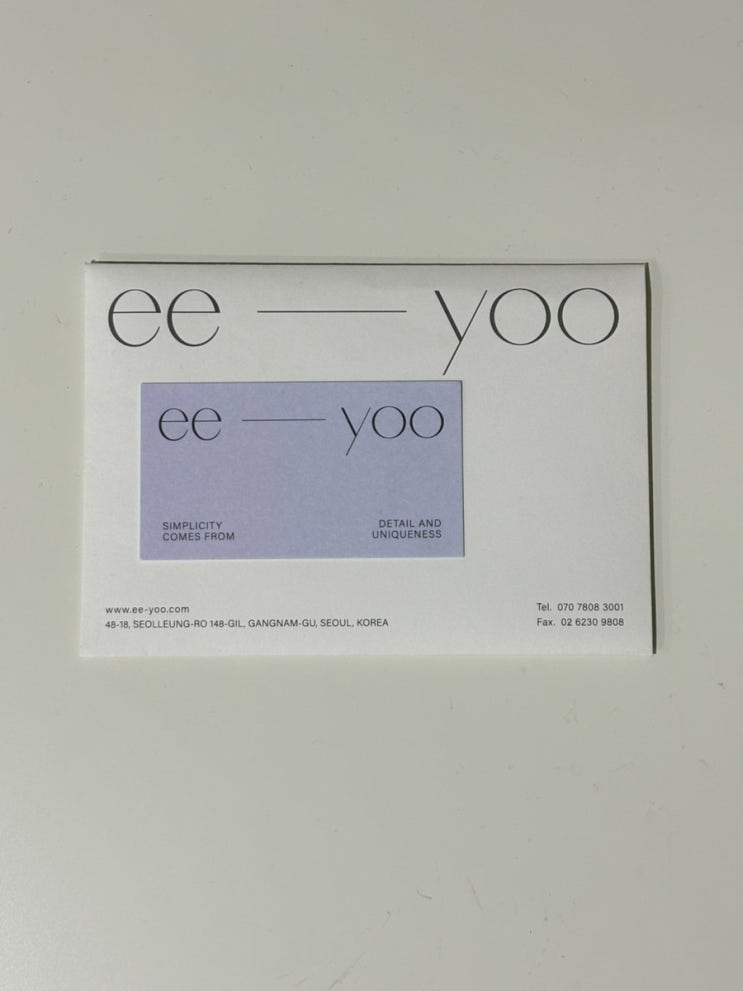 ee — yoo
ee — yoo
SIMPLICITY
COMES FROM
DETAIL AND
UNIQUENESS
www.ee-yoo.com
48-18, SEOLLEUNG-RO 148-GIL, GANGNAM-GU, SEOUL, KOREA
Tel. 070 7808 3001
Fax. 02 6230 9808